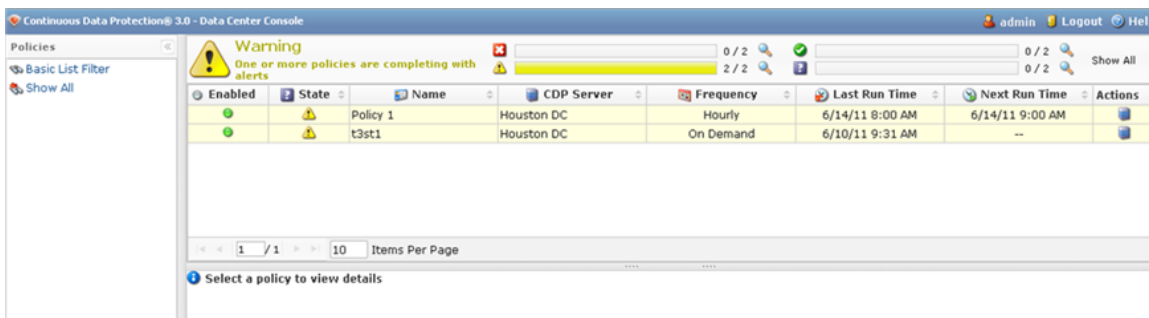 Continuous Data Protection® 3.0 - Data Center Console admin Logout Hel
Policies
Basic List Filter
Show All
Warning
One or more policies are completing with alerts
0 / 2
2 / 2
0 / 2
0 / 2
Show All
Enabled State Name CDP Server Frequency Last Run Time Next Run Time Actions
Policy 1 Houston DC Hourly 6/14/11 8:00 AM 6/14/11 9:00 AM
t3st1 Houston DC On Demand 6/10/11 9:31 AM --
1 / 1 10 Items Per Page
Select a policy to view details